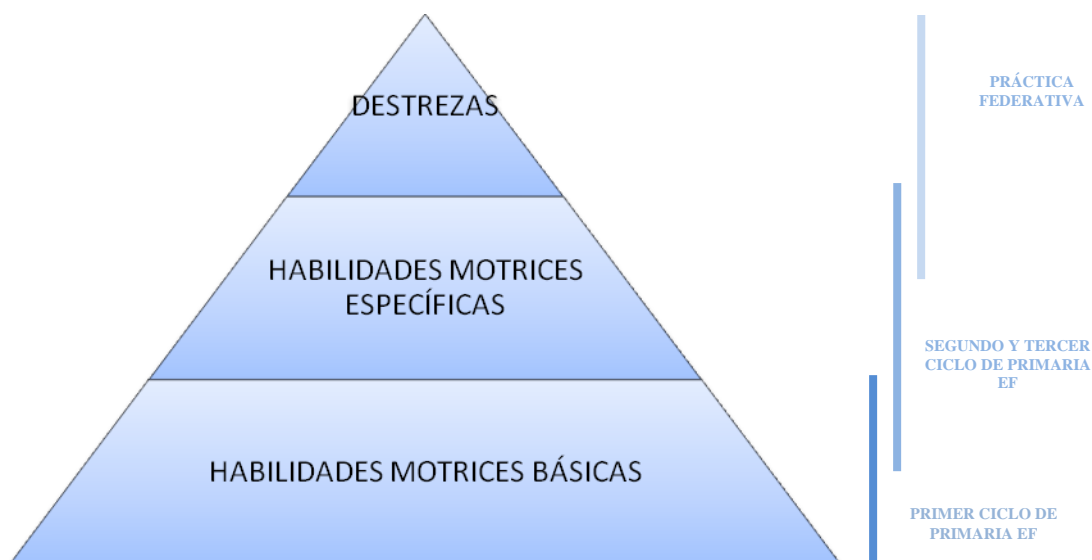 DESTREZAS
HABILIDADES MOTRICES
ESPECÍFICAS
HABILIDADES MOTRICES BÁSICAS
PRÁCTICA
FEDERATIVA
SEGUNDO Y TERCER
CICLO DE PRIMARIA
EF
PRIMER CICLO DE
PRIMARIA EF